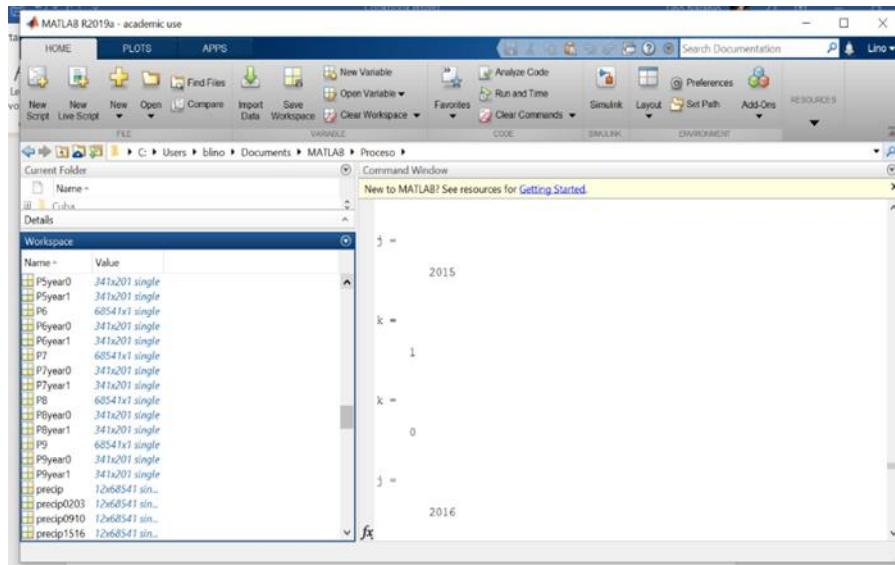 MATLAB R2019a - academic use
HOME PLOTS APPS Search Documentation Lino
New Script New Live Script New Open Find Files Compare Import Data Save Workspace New Variable Open Variable Clear Workspace Favorites Analyze Code Run and Time Clear Commands Simulink Layout Preferences Set Path Add-Ons RESOURCES
FILE VARIABLE CODE SIMULINK ENVIRONMENT
C: Users blino Documents MATLAB Proceso
Current Folder
Name
Cuba
Details
Workspace
Name Value
P5year0 341x201 single
P5year1 341x201 single
P6 68541x1 single
P6year0 341x201 single
P6year1 341x201 single
P7 68541x1 single
P7year0 341x201 single
P7year1 341x201 single
P8 68541x1 single
P8year0 341x201 single
P8year1 341x201 single
P9 68541x1 single
P9year0 341x201 single
P9year1 341x201 single
precip 12x68541 sin...
precip0203 12x68541 sin...
precip0910 12x68541 sin...
precip1516 12x68541 sin...
Command Window
New to MATLAB? See resources for Getting Started.
j =
2015
k =
1
k =
0
j =
2016
fx